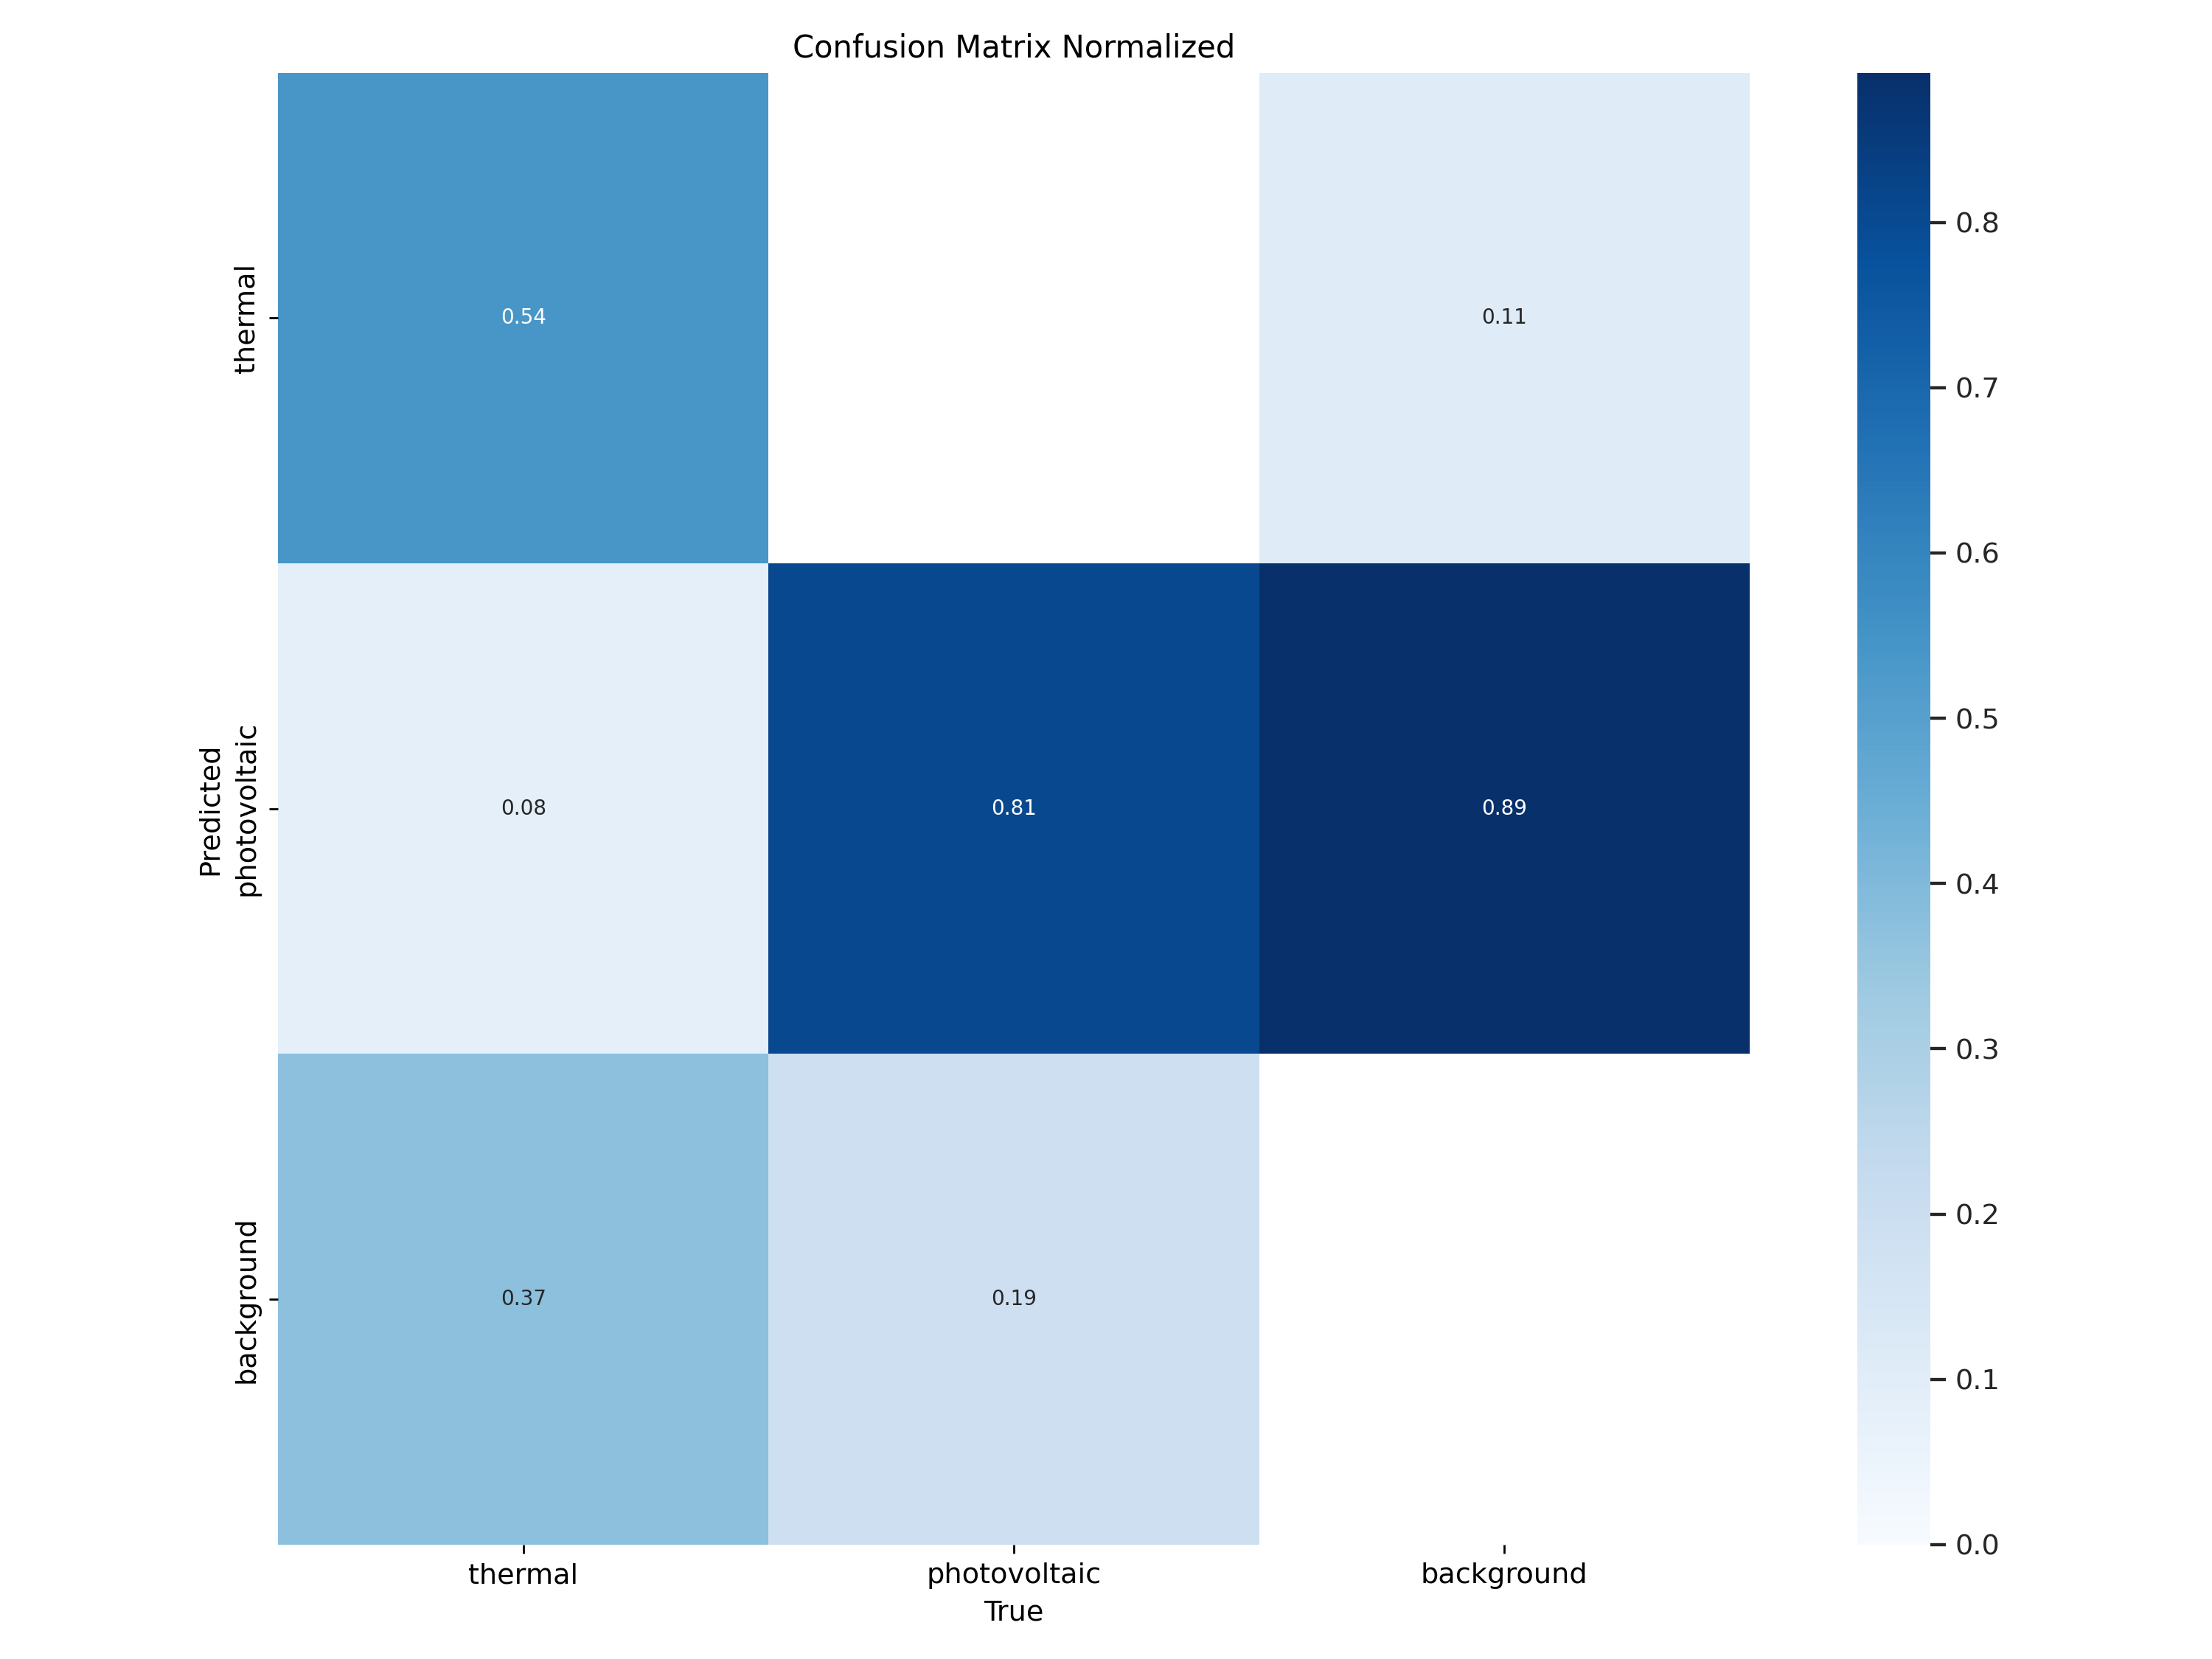 Confusion Matrix Normalized
thermal
0.54
0.11
Predicted
photovoltaic
0.08
0.81
0.89
background
0.37
0.19
thermal
photovoltaic
background
True
0.8
0.7
0.6
0.5
0.4
0.3
0.2
0.1
0.0